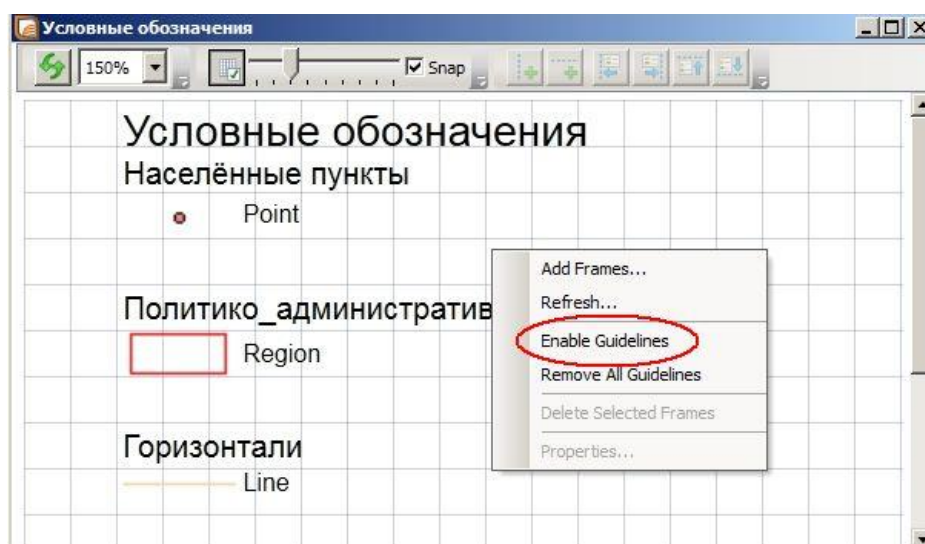 Условные обозначения
150% Snap
Условные обозначения
Населённые пункты
Point
Политико_административ
Region
Горизонтали
Line
Add Frames...
Refresh...
Enable Guidelines
Remove All Guidelines
Delete Selected Frames
Properties...